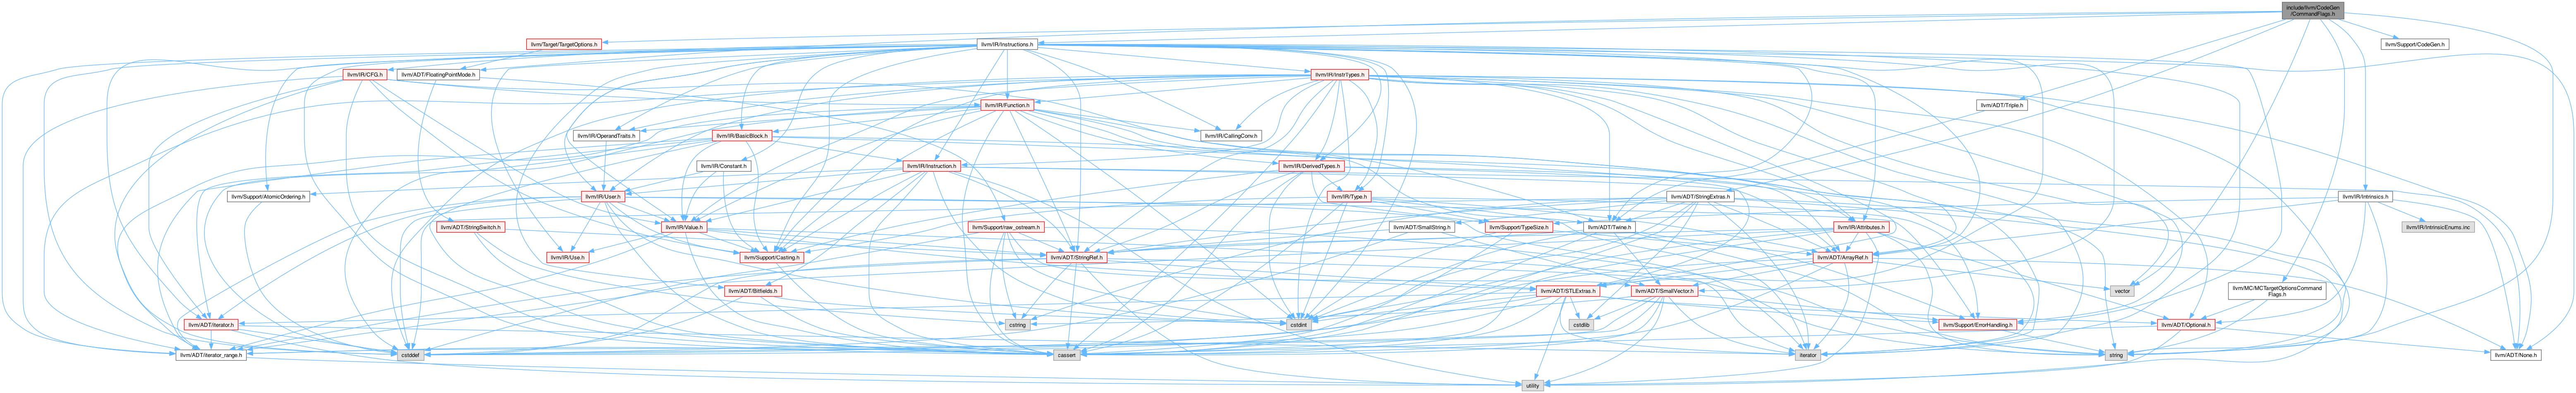 include/llvm/CodeGen
/CommandFlags.h
llvm/Target/TargetOptions.h
llvm/IR/Instructions.h
llvm/Support/CodeGen.h
llvm/IR/CFG.h
llvm/ADT/FloatingPointMode.h
llvm/IR/InstrTypes.h
llvm/IR/Function.h
llvm/ADT/Triple.h
llvm/IR/OperandTraits.h
llvm/IR/BasicBlock.h
llvm/IR/CallingConv.h
llvm/IR/Constant.h
llvm/IR/Instruction.h
llvm/IR/DerivedTypes.h
llvm/Support/AtomicOrdering.h
llvm/IR/User.h
llvm/IR/Type.h
llvm/ADT/StringExtras.h
llvm/IR/Intrinsics.h
llvm/ADT/StringSwitch.h
llvm/IR/Value.h
llvm/Support/raw_ostream.h
llvm/ADT/SmallString.h
llvm/Support/TypeSize.h
llvm/ADT/Twine.h
llvm/IR/Attributes.h
llvm/IR/IntrinsicEnums.inc
llvm/IR/Use.h
llvm/Support/Casting.h
llvm/ADT/StringRef.h
llvm/ADT/ArrayRef.h
llvm/ADT/Bitfields.h
llvm/ADT/STLExtras.h
llvm/ADT/SmallVector.h
vector
llvm/MC/MCTargetOptionsCommand
Flags.h
llvm/ADT/iterator.h
cstring
cstdint
cstdlib
llvm/Support/ErrorHandling.h
llvm/ADT/Optional.h
llvm/ADT/iterator_range.h
cstddef
cassert
iterator
string
llvm/ADT/None.h
utility